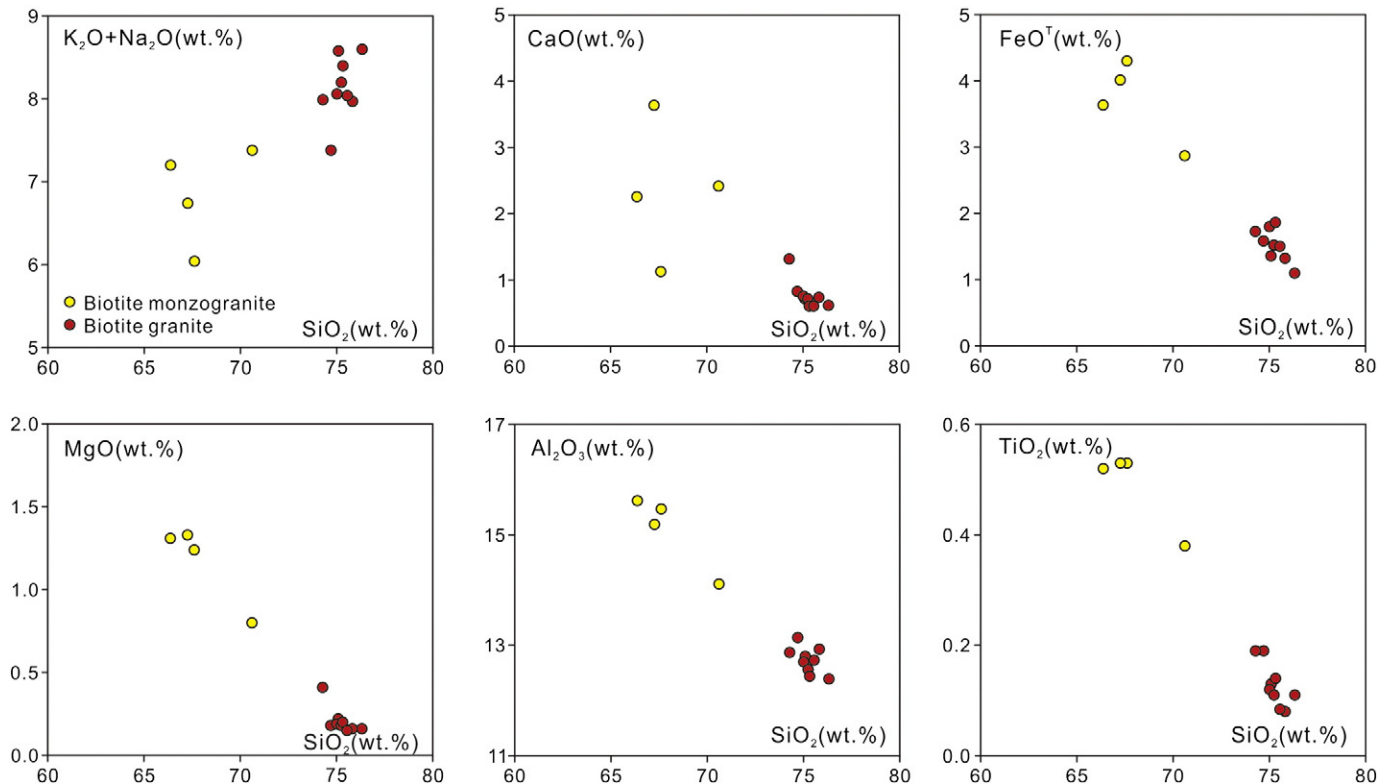 9
8
7
6
5
K₂O+Na₂O(wt.%)
Biotite monzogranite
Biotite granite
SiO₂(wt.%)
60 65 70 75 80
5
4
3
2
1
0
CaO(wt.%)
SiO₂(wt.%)
60 65 70 75 80
5
4
3
2
1
0
FeOᵀ(wt.%)
SiO₂(wt.%)
60 65 70 75 80
2.0
1.5
1.0
0.5
0.0
MgO(wt.%)
SiO₂(wt.%)
60 65 70 75 80
17
15
13
11
Al₂O₃(wt.%)
SiO₂(wt.%)
60 65 70 75 80
0.6
0.4
0.2
0.0
TiO₂(wt.%)
SiO₂(wt.%)
60 65 70 75 80